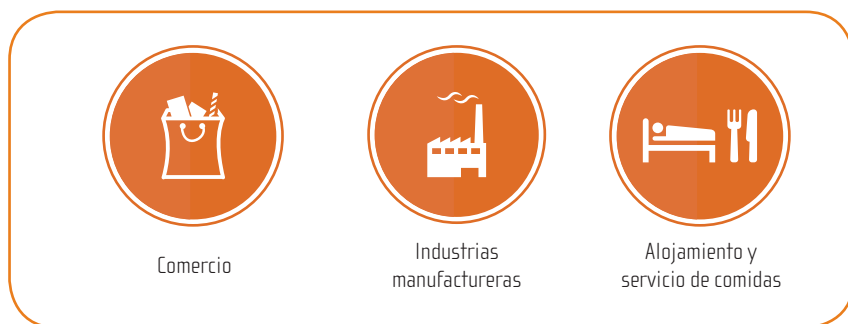 Comercio
Industrias
manufactureras
Alojamiento y
servicio de comidas